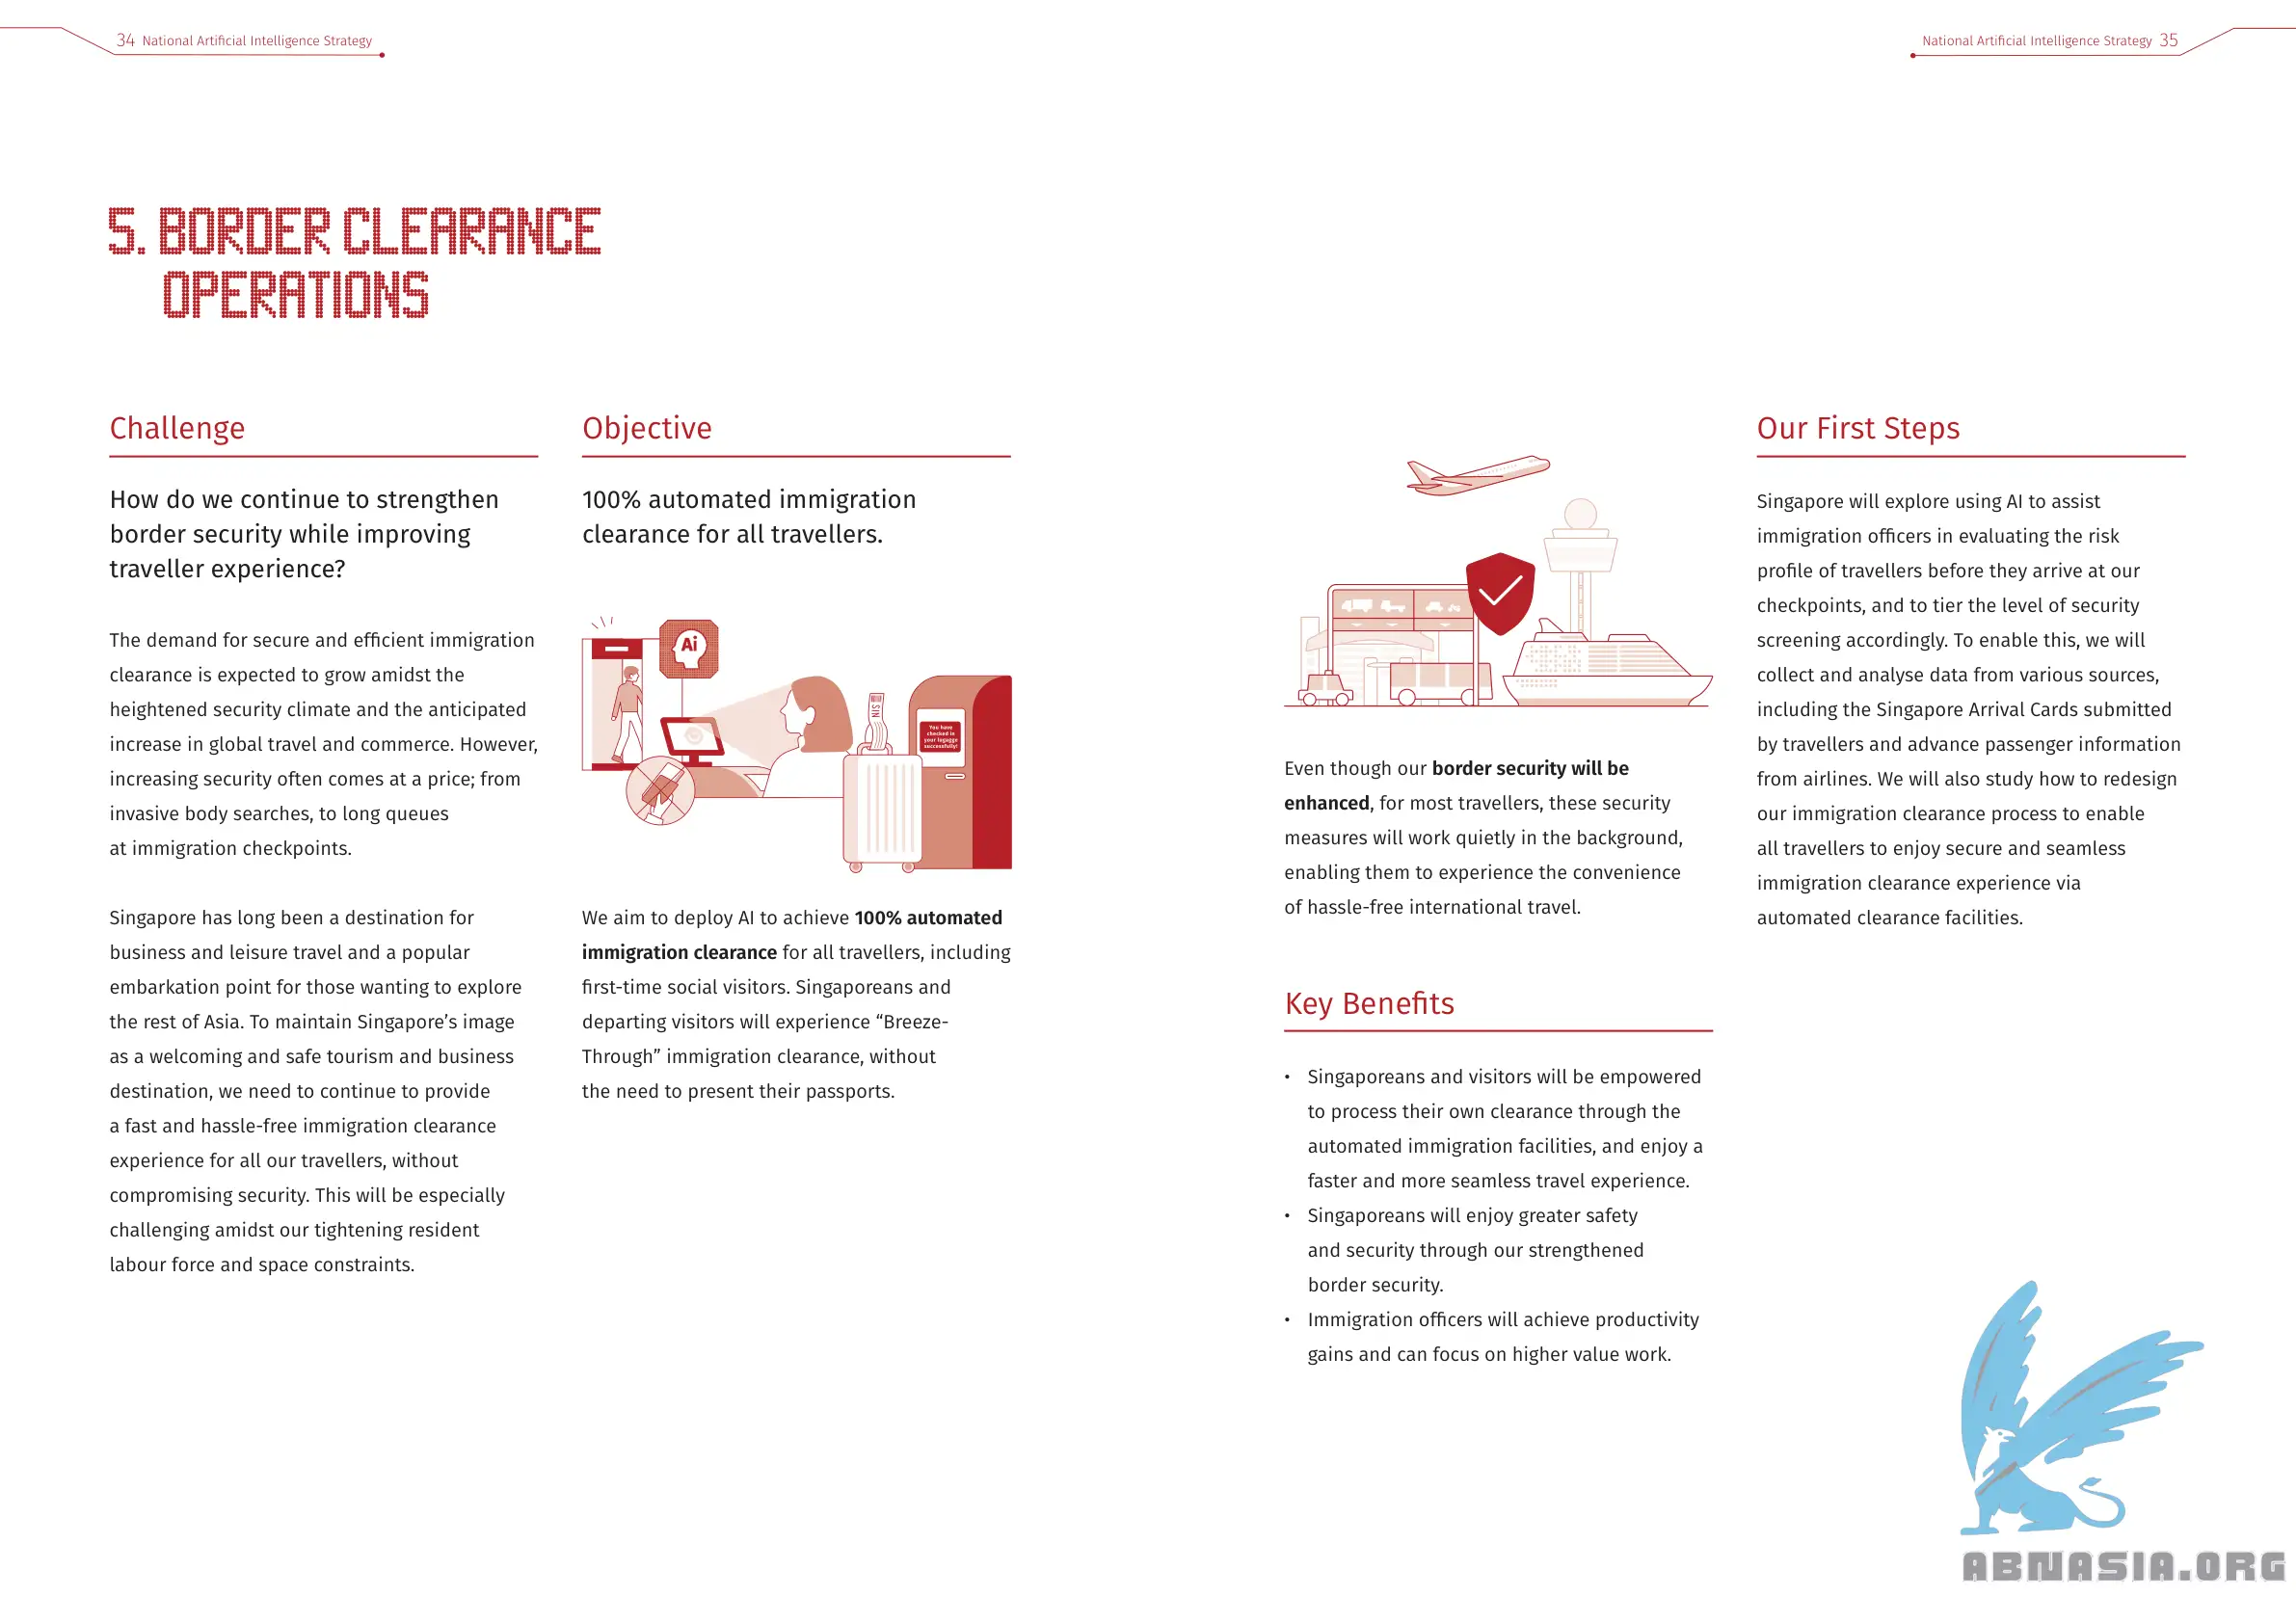 34 National Artificial Intelligence Strategy
National Artificial Intelligence Strategy 35
5. BORDER CLEARANCE
OPERATIONS
Challenge
How do we continue to strengthen
border security while improving
traveller experience?
The demand for secure and efficient immigration
clearance is expected to grow amidst the
heightened security climate and the anticipated
increase in global travel and commerce. However,
increasing security often comes at a price; from
invasive body searches, to long queues
at immigration checkpoints.
Singapore has long been a destination for
business and leisure travel and a popular
embarkation point for those wanting to explore
the rest of Asia. To maintain Singapore’s image
as a welcoming and safe tourism and business
destination, we need to continue to provide
a fast and hassle-free immigration clearance
experience for all our travellers, without
compromising security. This will be especially
challenging amidst our tightening resident
labour force and space constraints.
Objective
100% automated immigration
clearance for all travellers.
Ai
SIN
You have
checked in
your luggage
successfully!
We aim to deploy AI to achieve 100% automated
immigration clearance for all travellers, including
first-time social visitors. Singaporeans and
departing visitors will experience “Breeze-
Through” immigration clearance, without
the need to present their passports.
Even though our border security will be
enhanced, for most travellers, these security
measures will work quietly in the background,
enabling them to experience the convenience
of hassle-free international travel.
Key Benefits
• Singaporeans and visitors will be empowered
to process their own clearance through the
automated immigration facilities, and enjoy a
faster and more seamless travel experience.
• Singaporeans will enjoy greater safety
and security through our strengthened
border security.
• Immigration officers will achieve productivity
gains and can focus on higher value work.
Our First Steps
Singapore will explore using AI to assist
immigration officers in evaluating the risk
profile of travellers before they arrive at our
checkpoints, and to tier the level of security
screening accordingly. To enable this, we will
collect and analyse data from various sources,
including the Singapore Arrival Cards submitted
by travellers and advance passenger information
from airlines. We will also study how to redesign
our immigration clearance process to enable
all travellers to enjoy secure and seamless
immigration clearance experience via
automated clearance facilities.
ABNASIA.ORG